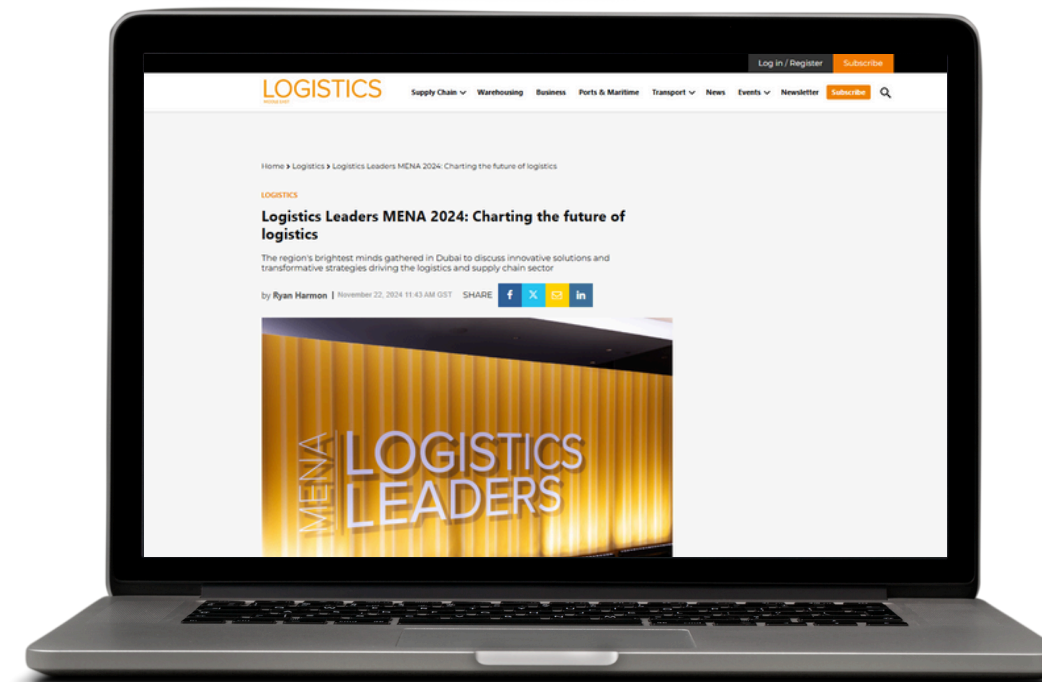 Log in / Register Subscribe
LOGISTICS
MIDDLE EAST
Supply Chain Warehousing Business Ports & Maritime Transport News Events Newsletter Subscribe
Home > Logistics > Logistics Leaders MENA 2024: Charting the future of logistics
LOGISTICS
Logistics Leaders MENA 2024: Charting the future of
logistics
The region's brightest minds gathered in Dubai to discuss innovative solutions and
transformative strategies driving the logistics and supply chain sector
by Ryan Harmon | November 22, 2024 11:43 AM GST SHARE
MENA
LOGISTICS
LEADERS